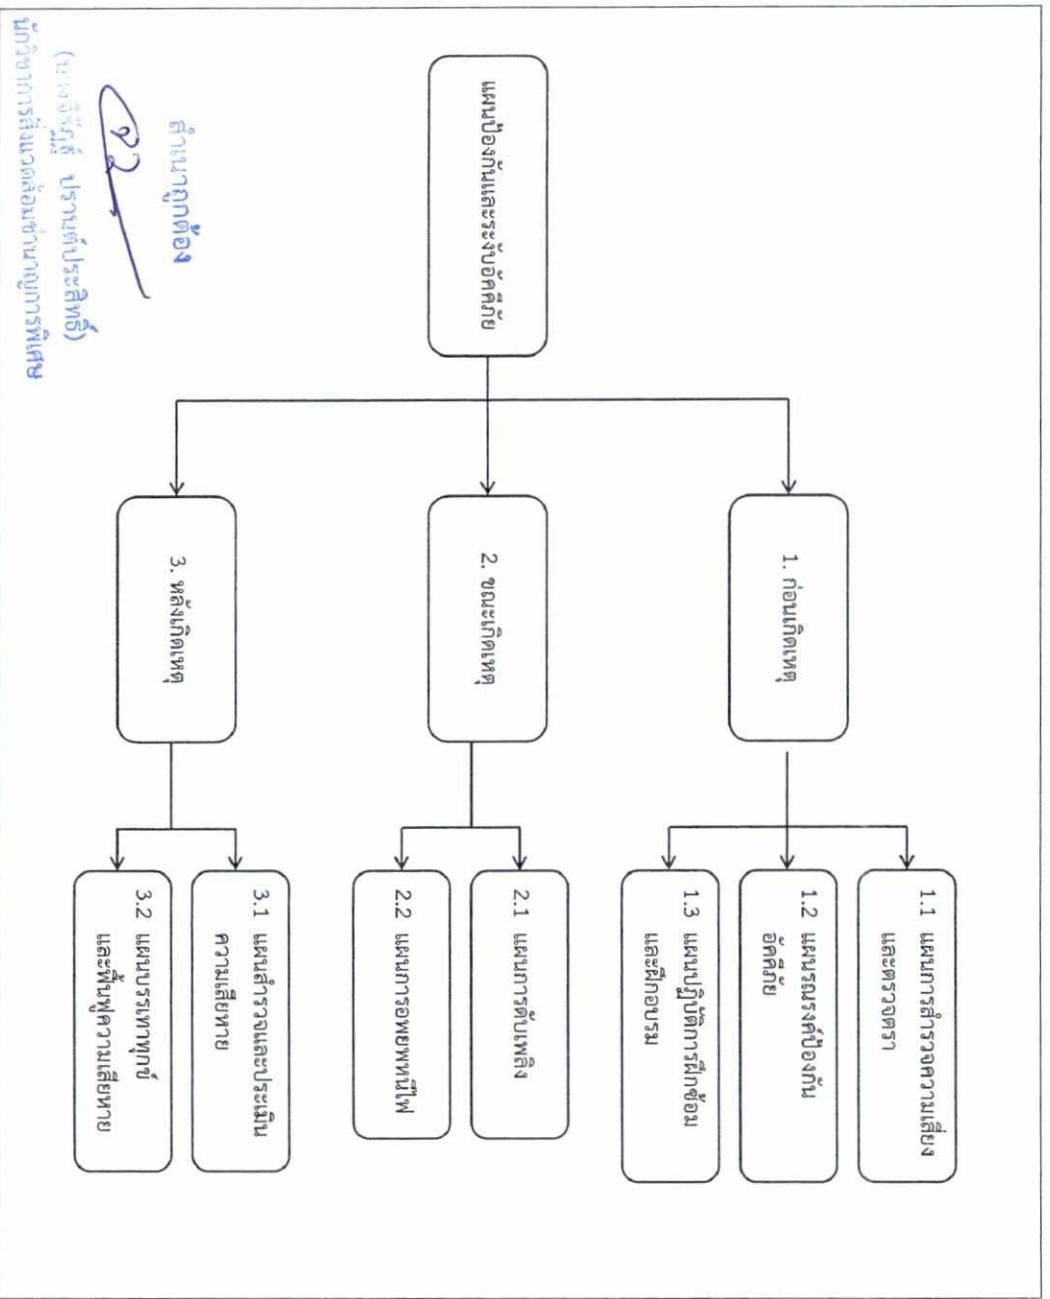 แผนป้องกันและระงับอัคคีภัย
1. ก่อนเกิดเหตุ
1.1 แผนการสำรวจความเสี่ยง
และตรวจตรา
1.2 แผนรณรงค์ป้องกัน
อัคคีภัย
1.3 แผนปฏิบัติการฝึกซ้อม
และฝึกอบรม
2. ขณะเกิดเหตุ
2.1 แผนการดับเพลิง
2.2 แผนการอพยพหนีไฟ
3. หลังเกิดเหตุ
3.1 แผนสำรวจและประเมิน
ความเสียหาย
3.2 แผนบรรเทาทุกข์
และฟื้นฟูความเสียหาย
สำเนาถูกต้อง
ปราบต์ประสิทธิ์)
นักวิชาการสิ่งแวดล้อมชำนาญการพิเศษ